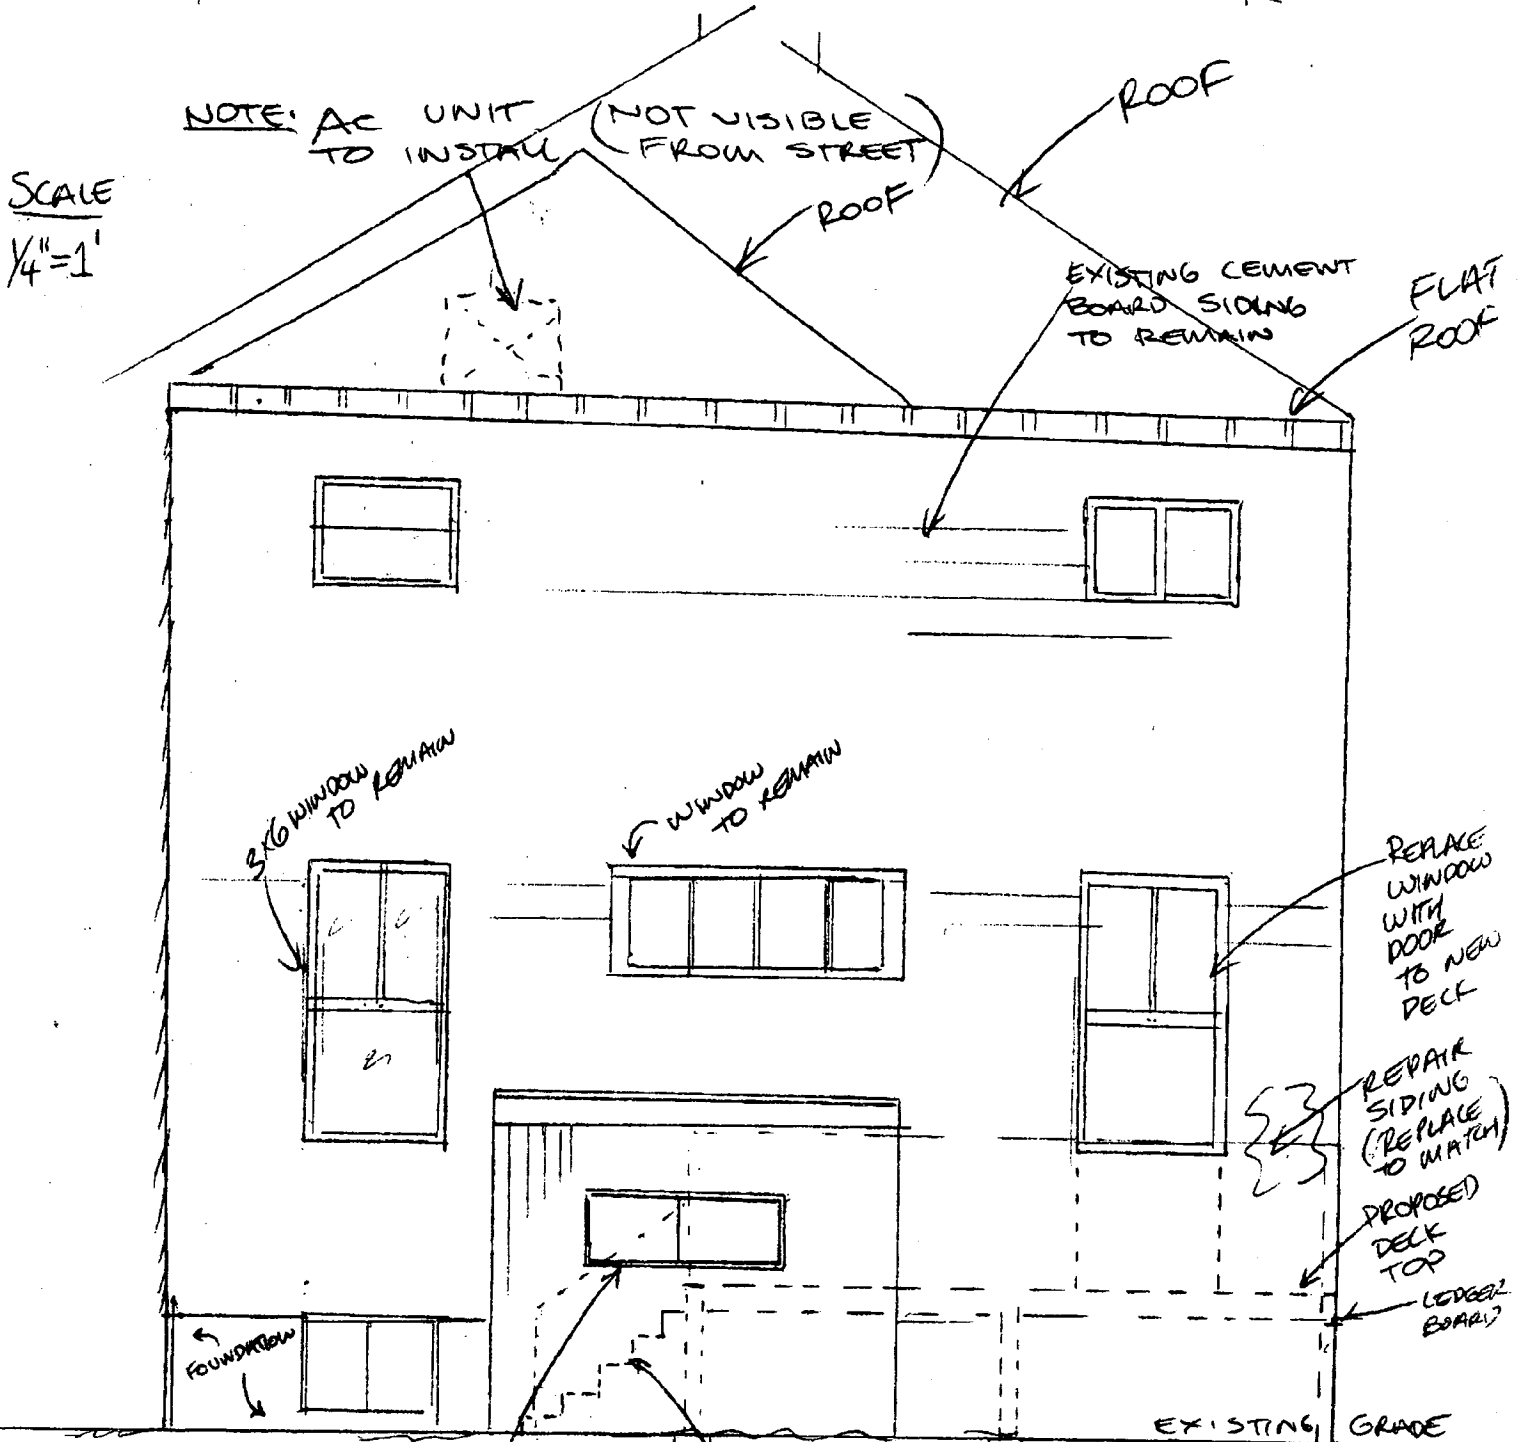 NOTE: AC UNIT
TO INSTALL
(NOT VISIBLE
FROM STREET)
ROOF
SCALE
1/4"=1'
ROOF
EXISTING CEMENT
BOARD SIDING
TO REMAIN
FLAT
ROOF
3x6 WINDOW
TO REMAIN
WINDOW
TO REMAIN
REPLACE
WINDOW
WITH
DOOR
TO NEW
DECK
REPAIR
SIDING
(REPLACE
TO MATCH)
PROPOSED
DECK
TOP
LEDGER
BOARD
FOUNDATION
EXISTING GRADE